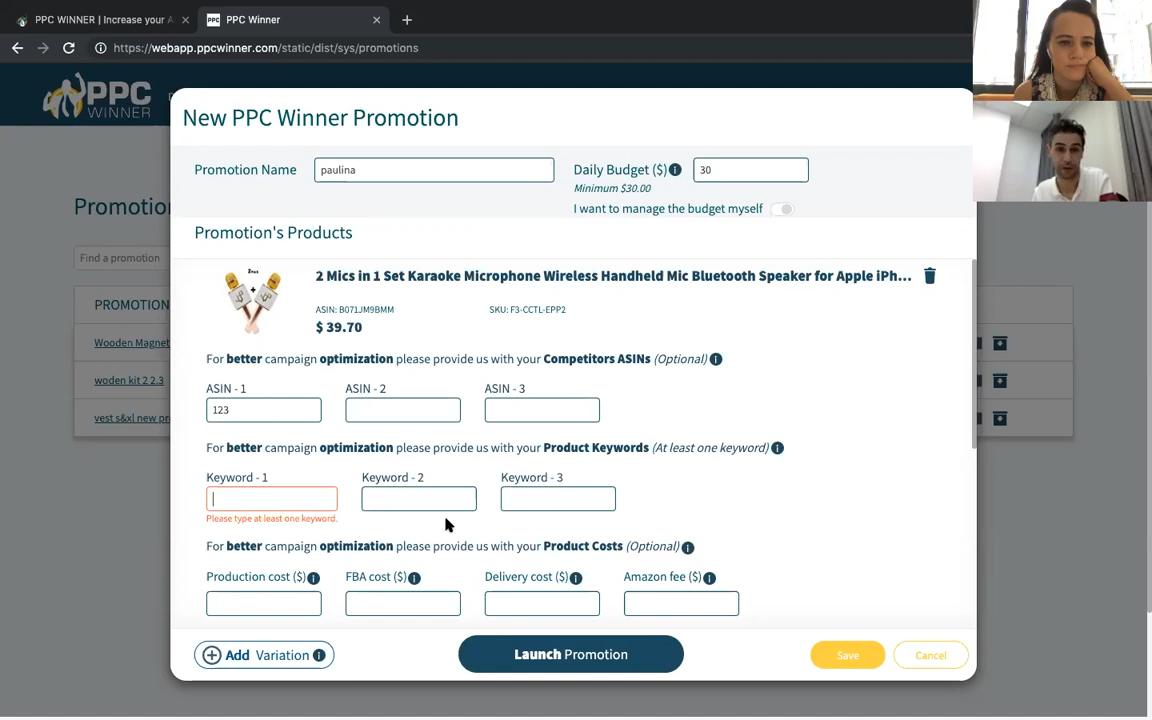 PPC WINNER | Increase your A
PPC PPC Winner
https://webapp.ppcwinner.com/static/dist/sys/promotions
PPC
WINNER
New PPC Winner Promotion
Promotion Name
paulina
Daily Budget ($) i
30
Minimum $30.00
I want to manage the budget myself
Promotion
Promotion's Products
Find a promotion
2 Mics in 1 Set Karaoke Microphone Wireless Handheld Mic Bluetooth Speaker for Apple iPh...
PROMOTION
ASIN: B071JM9BMM
SKU: F3-CCTL-EPP2
$ 39.70
Wooden Magnet
For better campaign optimization please provide us with your Competitors ASINs (Optional) i
woden kit 2 2.3
ASIN - 1
ASIN - 2
ASIN - 3
123
vest s&xl new pr
For better campaign optimization please provide us with your Product Keywords (At least one keyword) i
Keyword - 1
Keyword - 2
Keyword - 3
Please type at least one keyword.
For better campaign optimization please provide us with your Product Costs (Optional) i
Production cost ($) i
FBA cost ($) i
Delivery cost ($) i
Amazon fee ($) i
Add Variation i
Launch Promotion
Save
Cancel